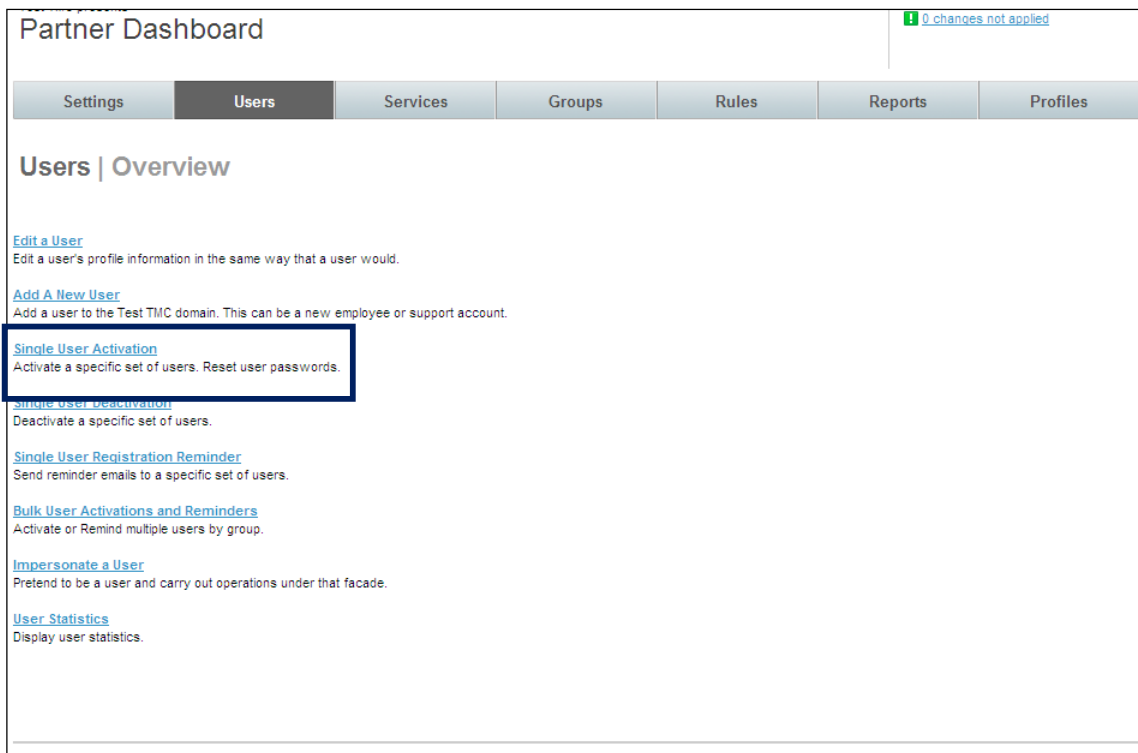 Partner Dashboard
0 changes not applied
Settings Users Services Groups Rules Reports Profiles
Users | Overview
Edit a User
Edit a user's profile information in the same way that a user would.
Add A New User
Add a user to the Test TMC domain. This can be a new employee or support account.
Single User Activation
Activate a specific set of users. Reset user passwords.
Single User Deactivation
Deactivate a specific set of users.
Single User Registration Reminder
Send reminder emails to a specific set of users.
Bulk User Activations and Reminders
Activate or Remind multiple users by group.
Impersonate a User
Pretend to be a user and carry out operations under that facade.
User Statistics
Display user statistics.